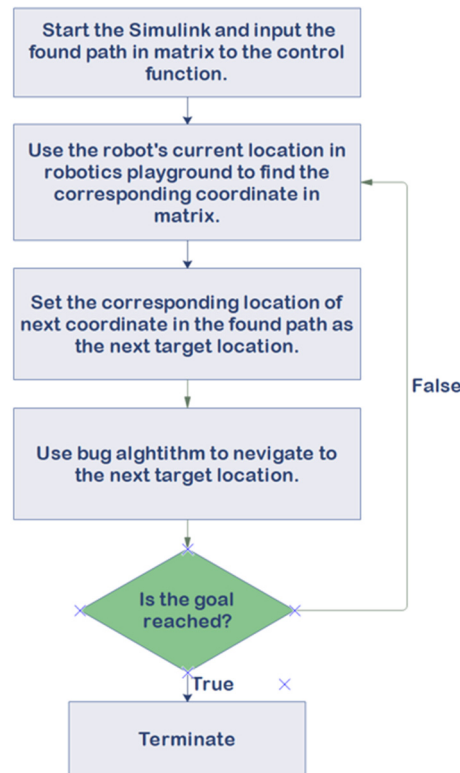 Start the Simulink and input the
found path in matrix to the control
function.
Use the robot's current location in
robotics playground to find the
corresponding coordinate in
matrix.
Set the corresponding location of
next coordinate in the found path as
the next target location.
Use bug alghtithm to nevigate to
the next target location.
False
Is the goal
reached?
True
Terminate